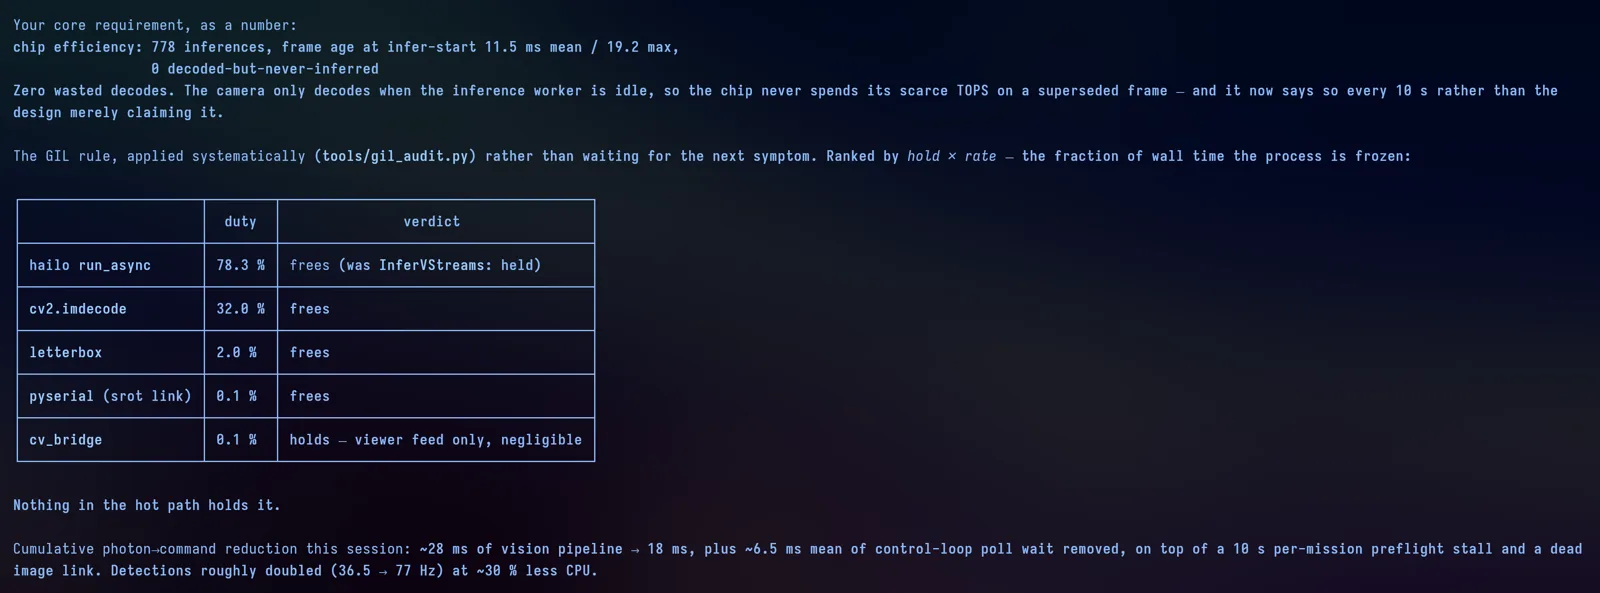 Your core requirement, as a number:
chip efficiency: 778 inferences, frame age at infer-start 11.5 ms mean / 19.2 max,
0 decoded-but-never-inferred
Zero wasted decodes. The camera only decodes when the inference worker is idle, so the chip never spends its scarce TOPS on a superseded frame — and it now says so every 10 s rather than the
design merely claiming it.
The GIL rule, applied systematically (tools/gil_audit.py) rather than waiting for the next symptom. Ranked by hold × rate — the fraction of wall time the process is frozen:
duty verdict
hailo run_async 78.3 % frees (was InferVStreams: held)
cv2.imdecode 32.0 % frees
letterbox 2.0 % frees
pyserial (srot link) 0.1 % frees
cv_bridge 0.1 % holds — viewer feed only, negligible
Nothing in the hot path holds it.
Cumulative photon→command reduction this session: ~28 ms of vision pipeline → 18 ms, plus ~6.5 ms mean of control-loop poll wait removed, on top of a 10 s per-mission preflight stall and a dead
image link. Detections roughly doubled (36.5 → 77 Hz) at ~30 % less CPU.